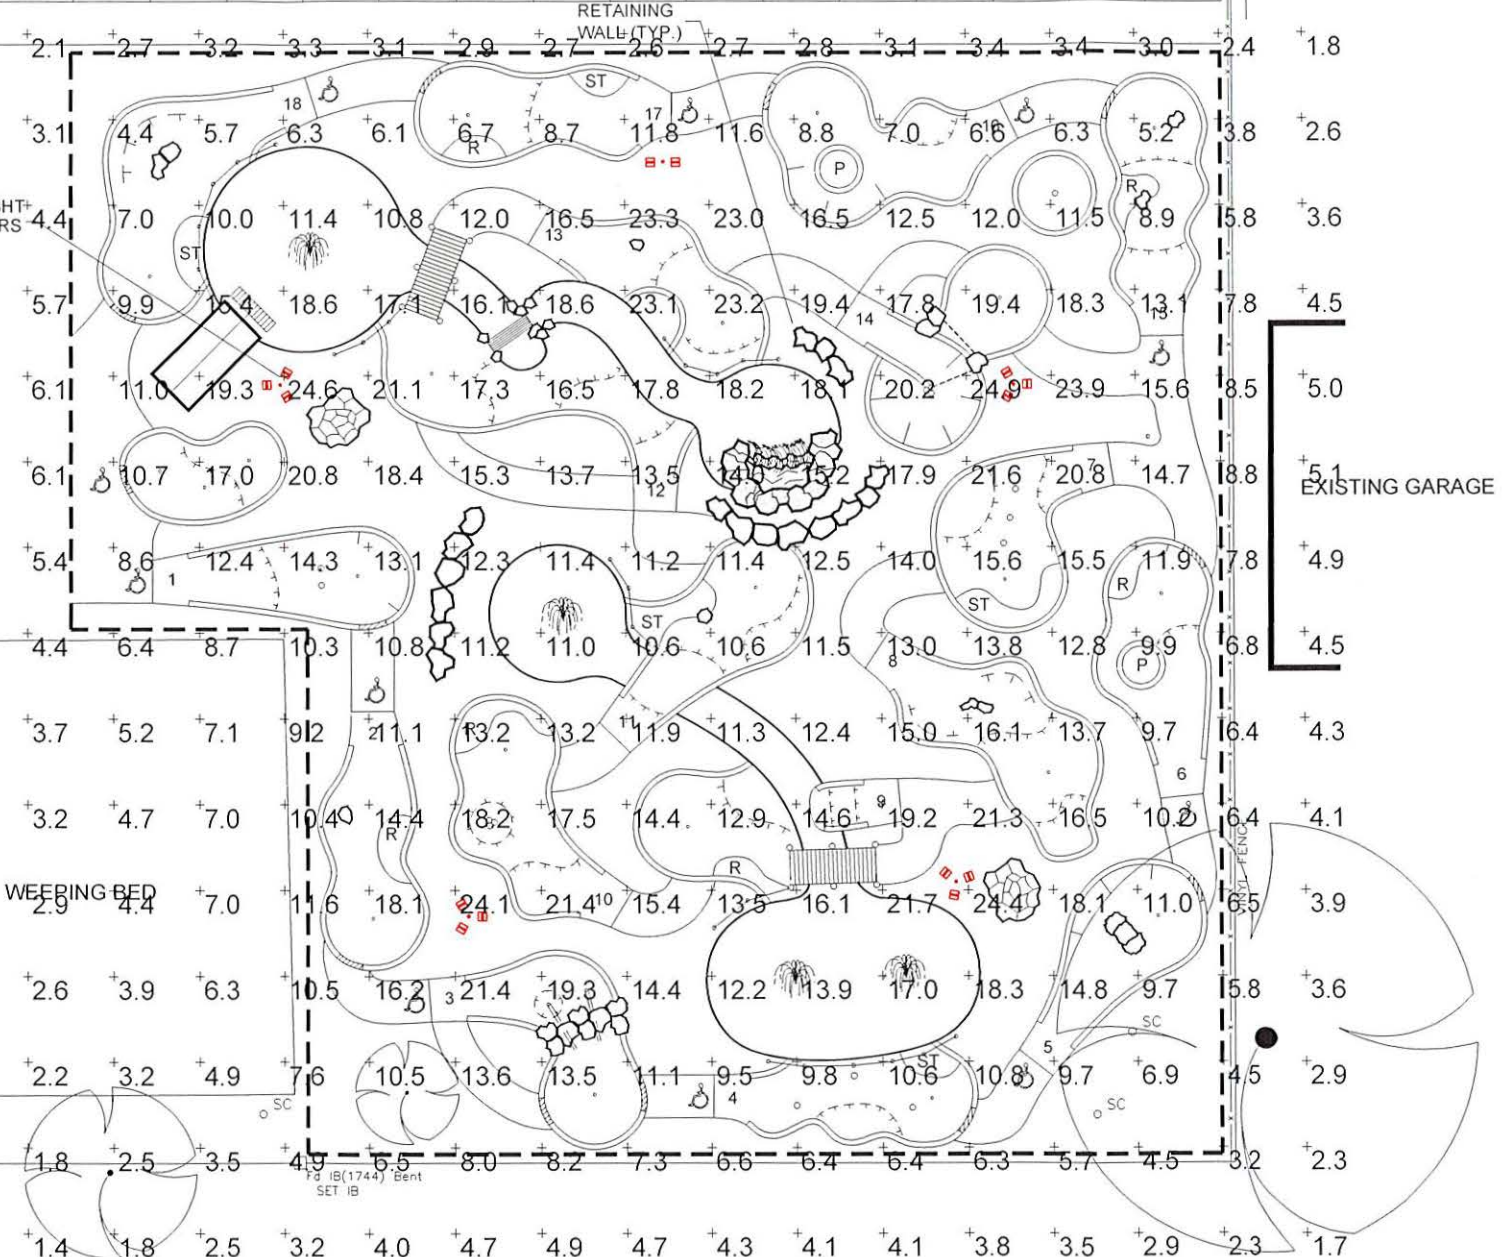 RETAINING
WALL (TYP.)
2.1 2.7 3.2 3.3 3.1 2.9 2.7 2.6 2.7 2.8 3.1 3.4 3.4 3.0 2.4 1.8
18 ST 17
3.1 4.4 5.7 6.3 6.1 6.7 8.7 11.8 11.6 8.8 7.0 6.6 6.3 5.2 3.8 2.6
R P R
4.4 7.0 10.0 11.4 10.8 12.0 16.5 23.3 23.0 16.5 12.5 12.0 11.5 8.9 5.8 3.6
ST 13
5.7 9.9 15.4 18.6 17.1 16.1 18.6 23.1 23.2 19.4 17.8 19.4 18.3 13.1 7.8 4.5
14
6.1 11.0 19.3 24.6 21.1 17.3 16.5 17.8 18.2 18.1 20.2 24.9 23.9 15.6 8.5 5.0
6.1 10.7 17.0 20.8 18.4 15.3 13.7 13.5 15.2 17.9 21.6 20.8 14.7 8.8 5.1
7 12
EXISTING GARAGE
5.4 8.6 12.4 14.3 13.1 12.3 11.4 11.2 11.4 12.5 14.0 15.6 15.5 11.9 7.8 4.9
1 R
ST ST
4.4 6.4 8.7 10.3 10.8 11.2 11.0 10.6 10.6 11.5 13.0 13.8 12.8 9.9 6.8 4.5
8 P
11
3.7 5.2 7.1 9.2 11.1 13.2 13.2 11.9 11.3 12.4 15.0 16.1 13.7 9.7 6.4 4.3
2
6
9
3.2 4.7 7.0 10.4 14.4 18.2 17.5 14.4 12.9 14.6 19.2 21.3 16.5 10.2 6.4 4.1
R
R
WEEPING BED
2.9 4.4 7.0 11.6 18.1 24.1 21.4 15.4 13.5 16.1 21.7 24.4 18.1 11.0 6.5 3.9
10
2.6 3.9 6.3 10.5 16.2 21.4 19.3 14.4 12.2 13.9 17.0 18.3 14.8 9.7 5.8 3.6
3
SC
5
ST
2.2 3.2 4.9 7.6 10.5 13.6 13.5 11.1 9.5 9.8 10.6 10.8 9.7 6.9 4.5 2.9
4
SC SC
1.8 2.5 3.5 4.9 6.5 8.0 8.2 7.3 6.6 6.4 6.4 6.3 5.7 4.5 3.2 2.3
Fd IB(1744) Bent
SET IB
1.4 1.8 2.5 3.2 4.0 4.7 4.9 4.7 4.3 4.1 4.1 3.8 3.5 2.9 2.3 1.7